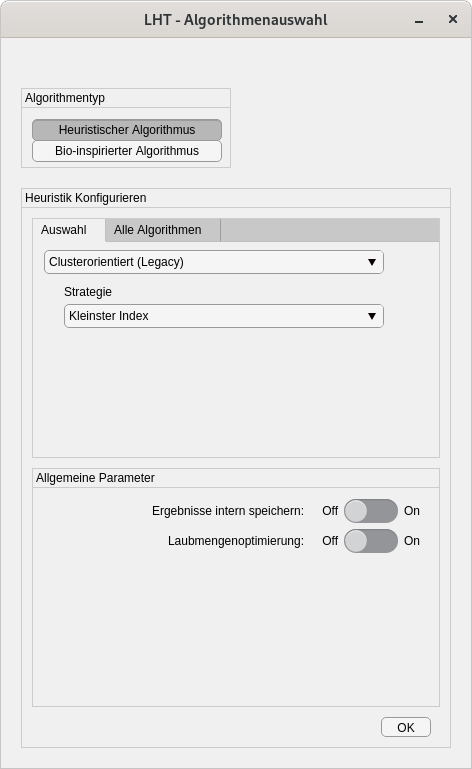 LHT - Algorithmenauswahl
Algorithmentyp
Heuristischer Algorithmus
Bio-inspirierter Algorithmus
Heuristik Konfigurieren
Auswahl Alle Algorithmen
Clusterorientiert (Legacy)
Strategie
Kleinster Index
Allgemeine Parameter
Ergebnisse intern speichern: Off On
Laubmengenoptimierung: Off On
OK